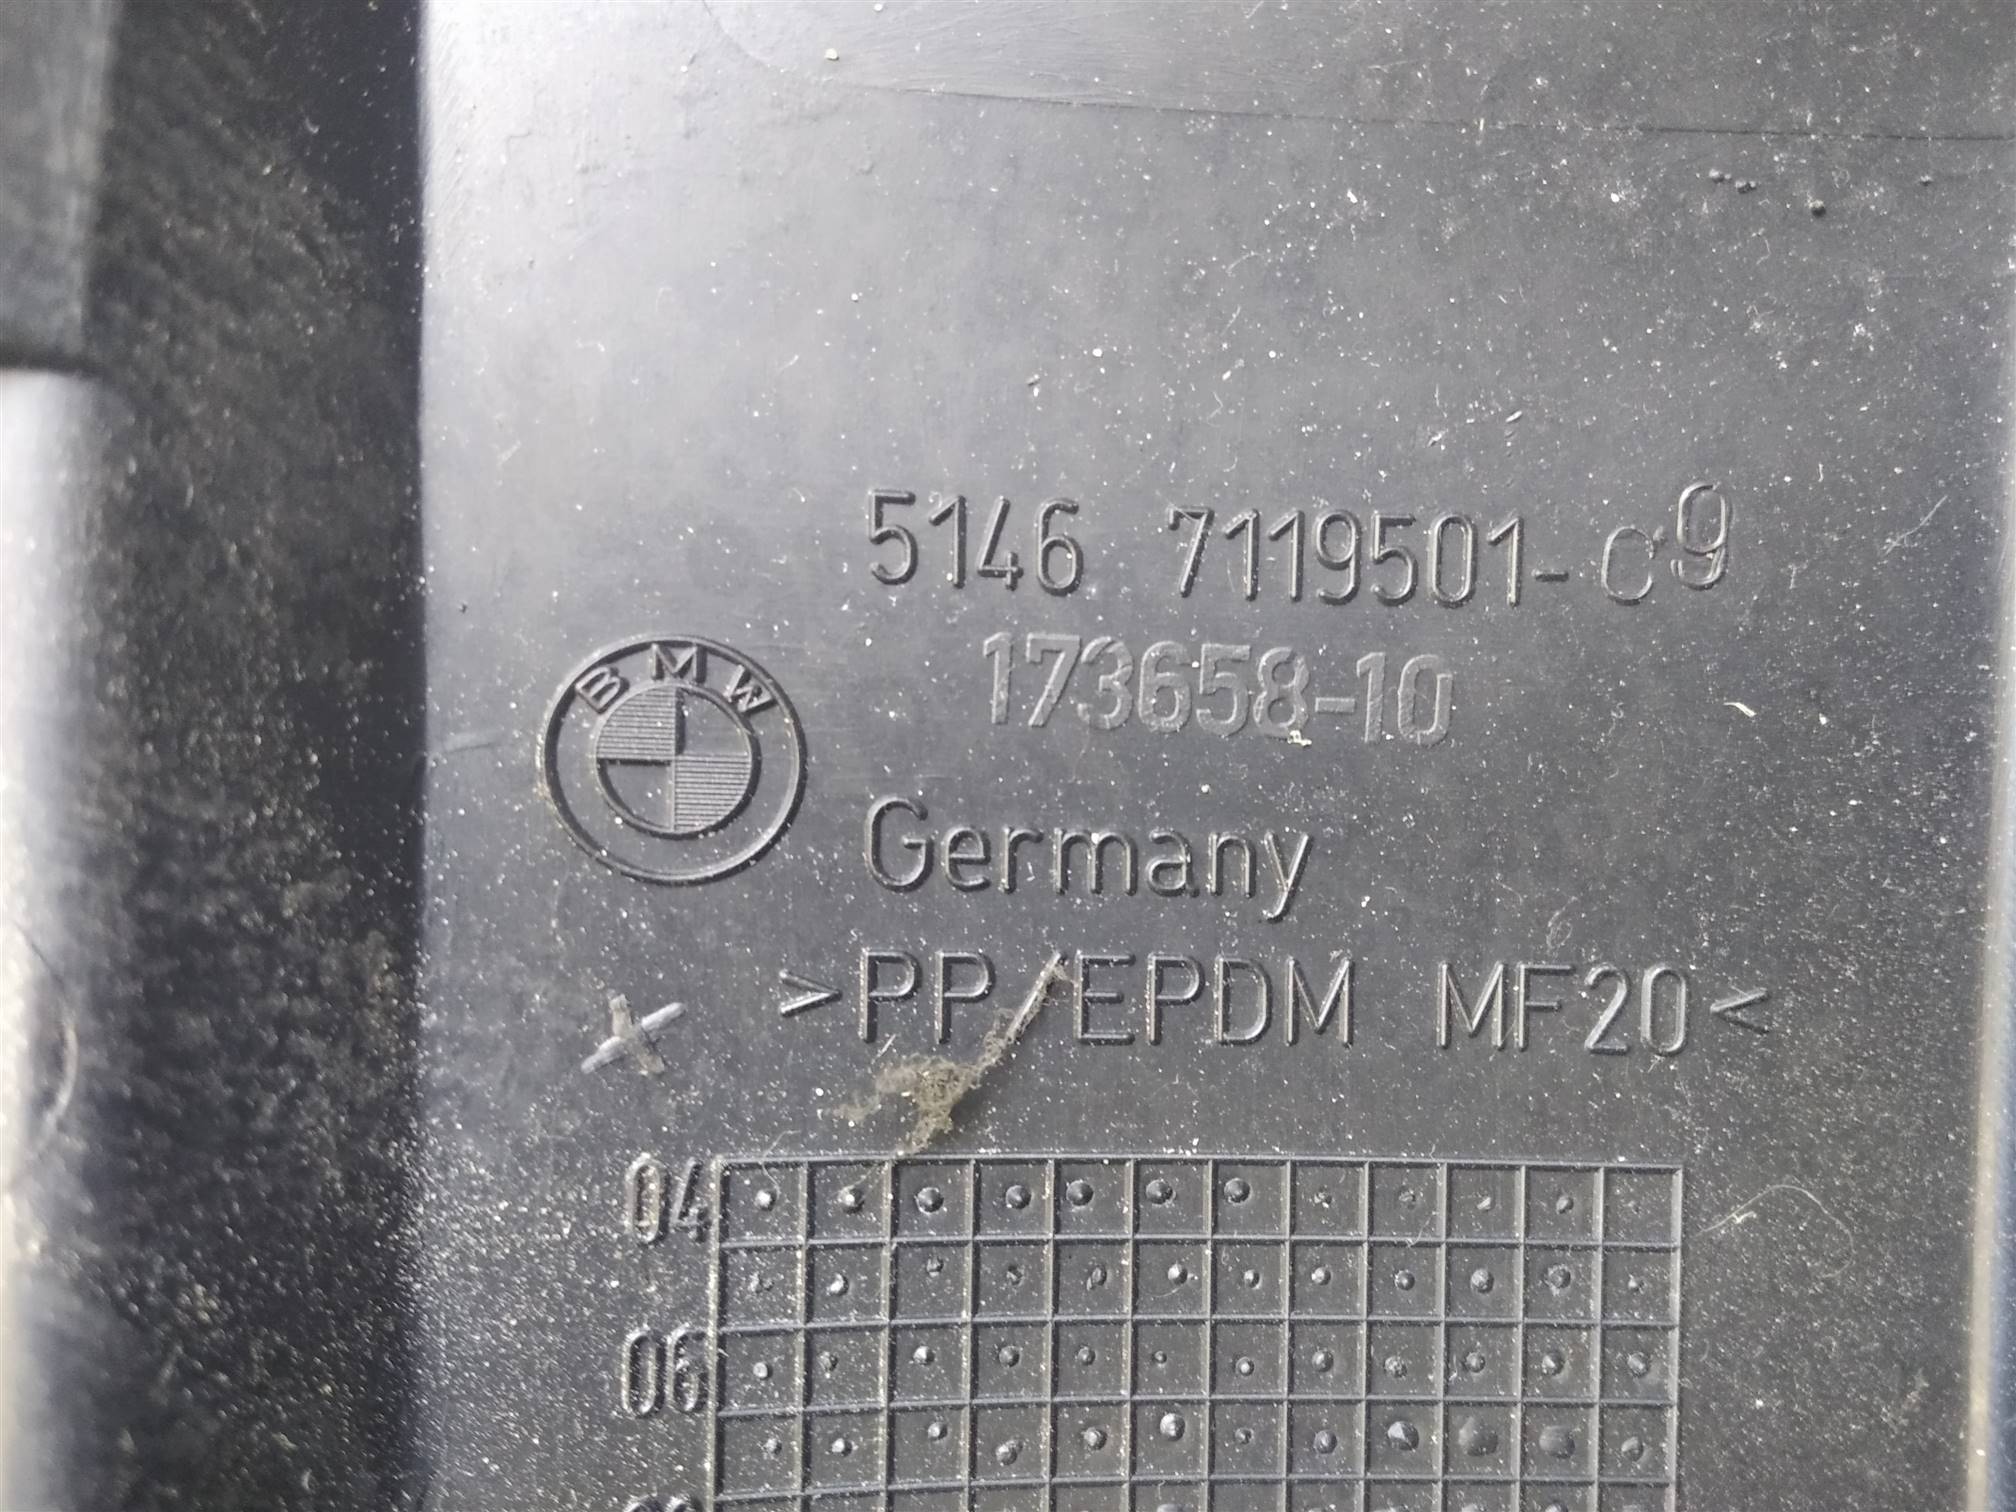 5146 7119501-C9
173658-10
BMW
Germany
>PP/EPDM MF20<
04
06